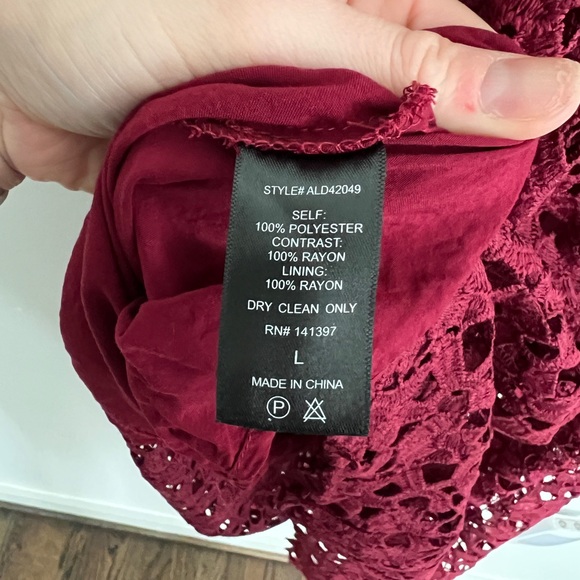 STYLE# ALD42049
SELF:
100% POLYESTER
CONTRAST:
100% RAYON
LINING:
100% RAYON
DRY CLEAN ONLY
RN# 141397
L
MADE IN CHINA
P